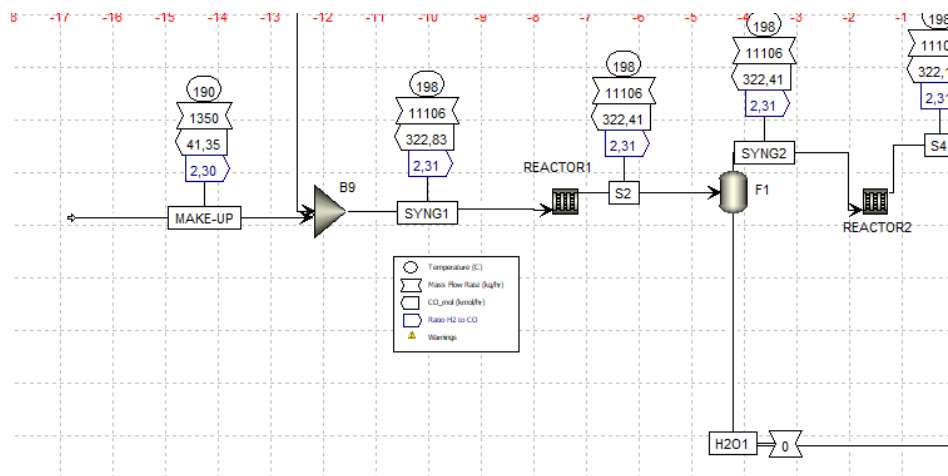 -8 -17 -16 -15 -14 -13 -12 -11 -10 -9 -8 -7 -6 -5 -4 -3 -2 -1
190
1350
41,35
2,30
MAKE-UP
B9
198
11106
322,83
2,31
SYNG1
REACTOR1
198
11106
322,41
2,31
S2
198
11106
322,41
2,31
SYNG2
F1
REACTOR2
198
S4
Temperature (C)
Mass Flow Rate (kg/hr)
CO_mol (kmol/hr)
Ratio H2 to CO
Warnings
H2O1
0